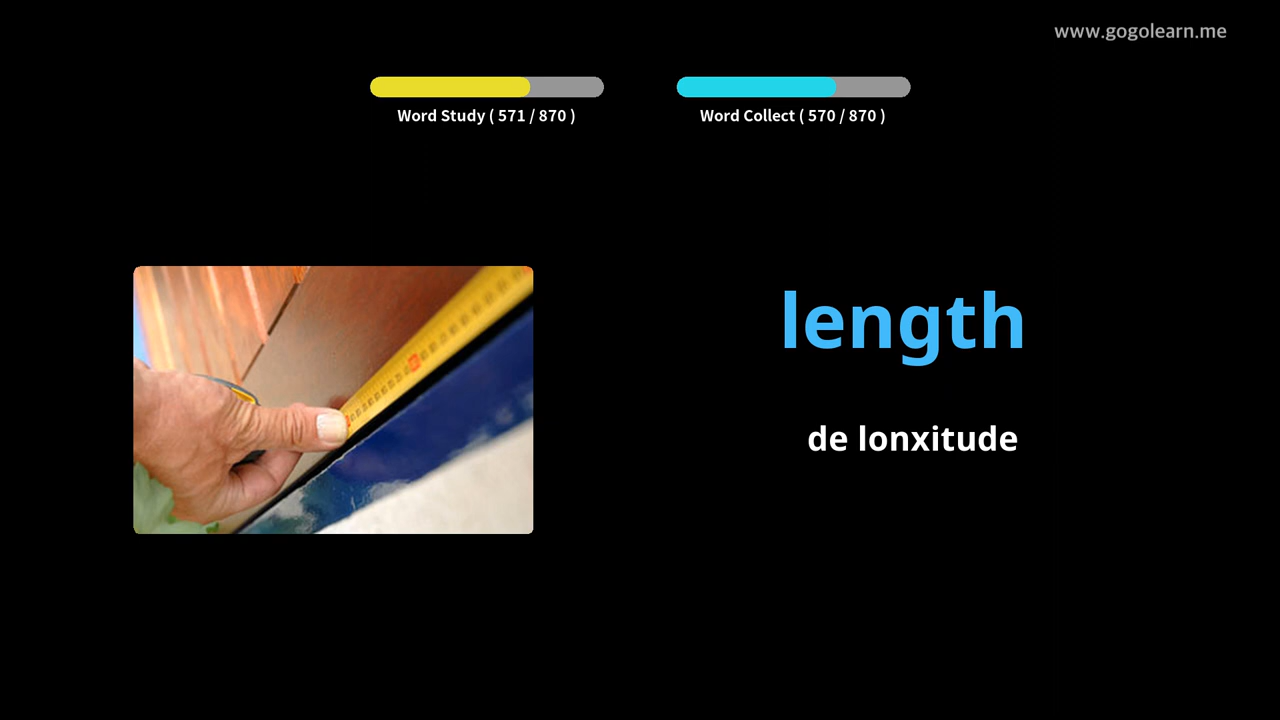 www.gogolearn.me
Word Study ( 571 / 870 )
Word Collect ( 570 / 870 )
length
de lonxitude